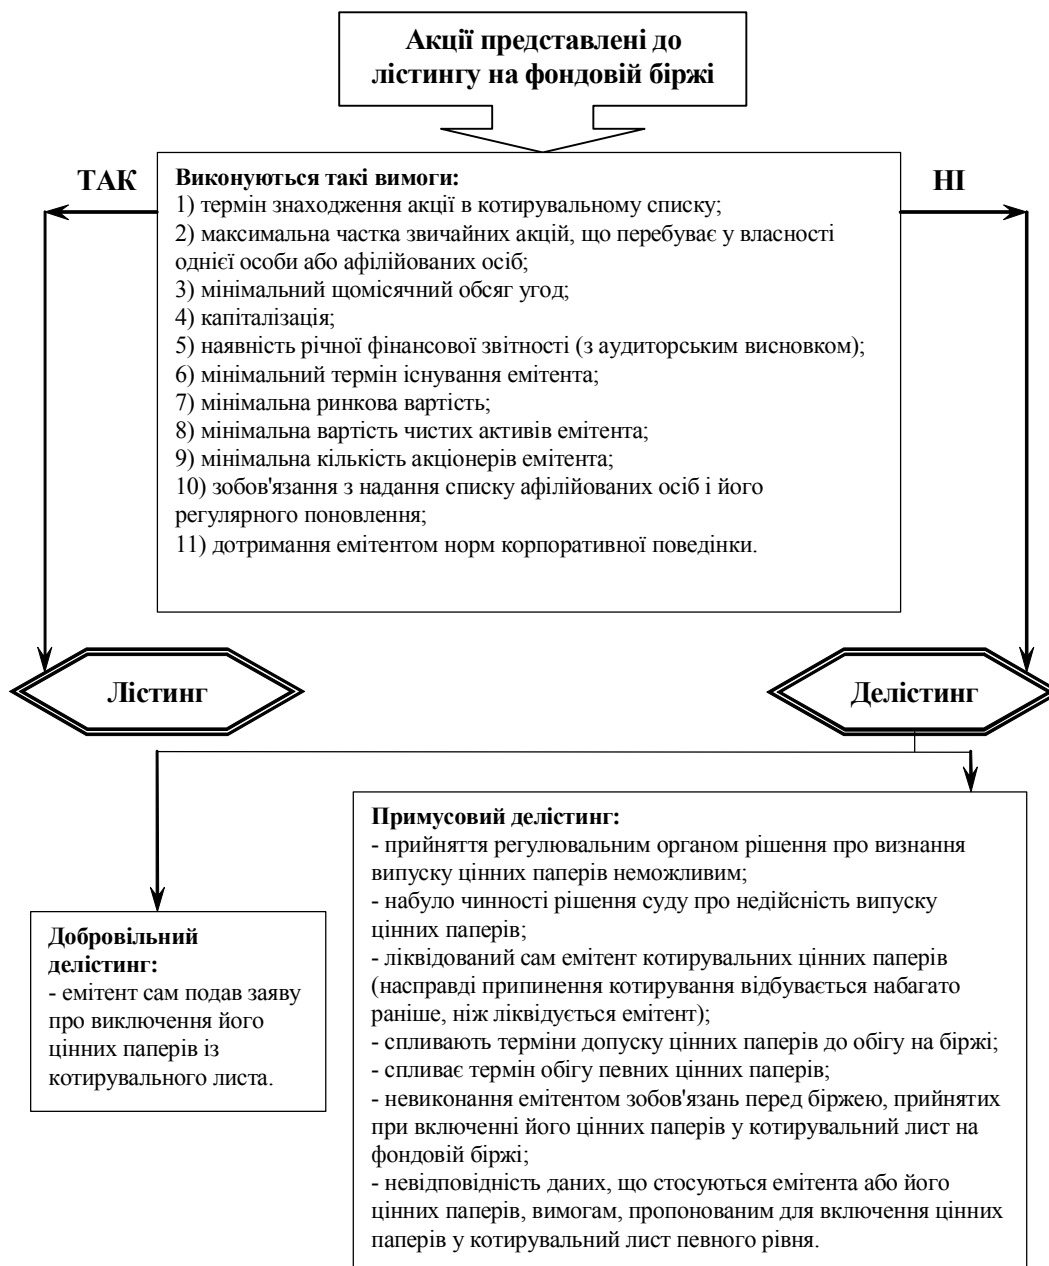 Акції представлені до
лістингу на фондовій біржі
ТАК
Виконуються такі вимоги:
НІ
1) термін знаходження акції в котирувальному списку;
2) максимальна частка звичайних акцій, що перебуває у власності
однієї особи або афілійованих осіб;
3) мінімальний щомісячний обсяг угод;
4) капіталізація;
5) наявність річної фінансової звітності (з аудиторським висновком);
6) мінімальний термін існування емітента;
7) мінімальна ринкова вартість;
8) мінімальна вартість чистих активів емітента;
9) мінімальна кількість акціонерів емітента;
10) зобов'язання з надання списку афілійованих осіб і його
регулярного поновлення;
11) дотримання емітентом норм корпоративної поведінки.
Лістинг
Делістинг
Добровільний
делістинг:
- емітент сам подав заяву
про виключення його
цінних паперів із
котирувального листа.
Примусовий делістинг:
- прийняття регулювальним органом рішення про визнання
випуску цінних паперів неможливим;
- набуло чинності рішення суду про недійсність випуску
цінних паперів;
- ліквідований сам емітент котирувальних цінних паперів
(насправді припинення котирування відбувається набагато
раніше, ніж ліквідується емітент);
- спливають терміни допуску цінних паперів до обігу на біржі;
- спливає термін обігу певних цінних паперів;
- невиконання емітентом зобов'язань перед біржею, прийнятих
при включенні його цінних паперів у котирувальний лист на
фондовій біржі;
- невідповідність даних, що стосуються емітента або його
цінних паперів, вимогам, пропонованим для включення цінних
паперів у котирувальний лист певного рівня.